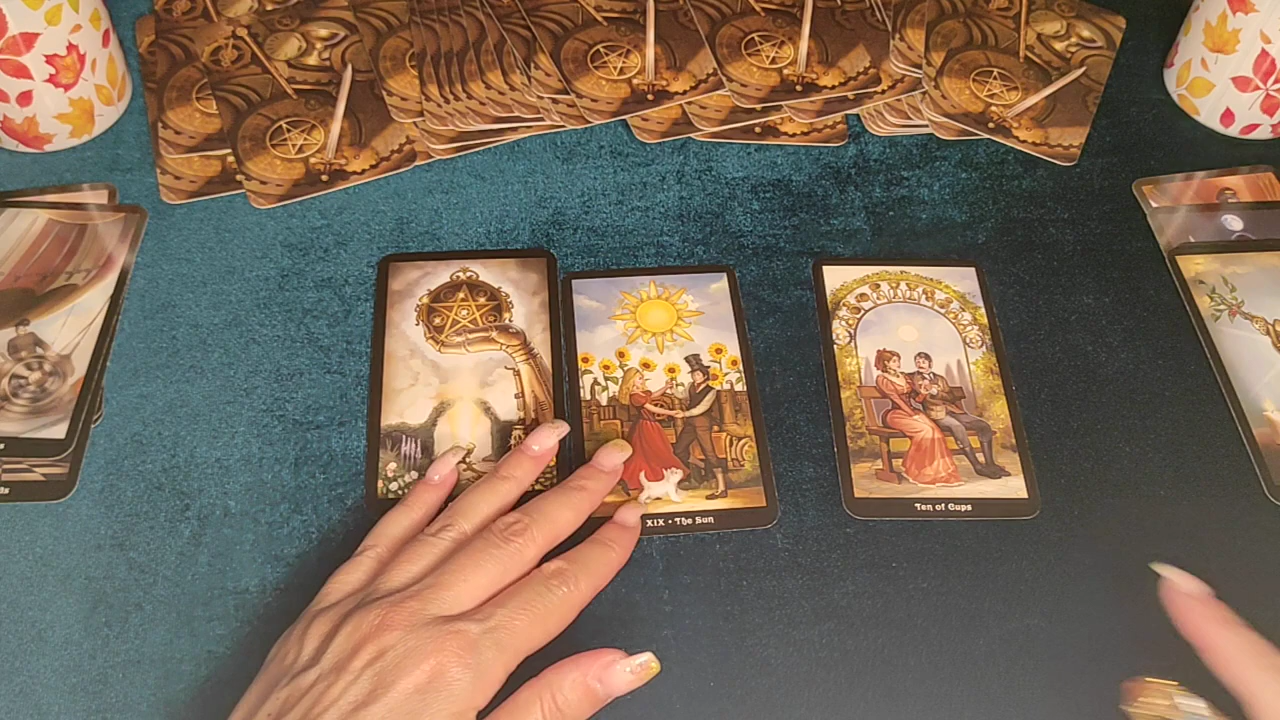 XIX • The Sun
Ten of Cups